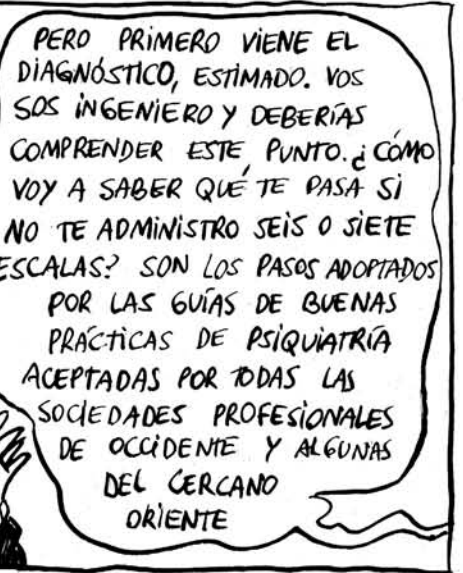 PERO PRIMERO VIENE EL
DIAGNÓSTICO, ESTIMADO. VOS
SOS INGENIERO Y DEBERÍAS
COMPRENDER ESTE PUNTO. ¿CÓMO
VOY A SABER QUÉ TE PASA SI
NO TE ADMINISTRO SEIS O SIETE
ESCALAS? SON LOS PASOS ADOPTADOS
POR LAS GUÍAS DE BUENAS
PRÁCTICAS DE PSIQUIATRÍA
ACEPTADAS POR TODAS LAS
SOCIEDADES PROFESIONALES
DE OCCIDENTE Y ALGUNAS
DEL CERCANO
ORIENTE